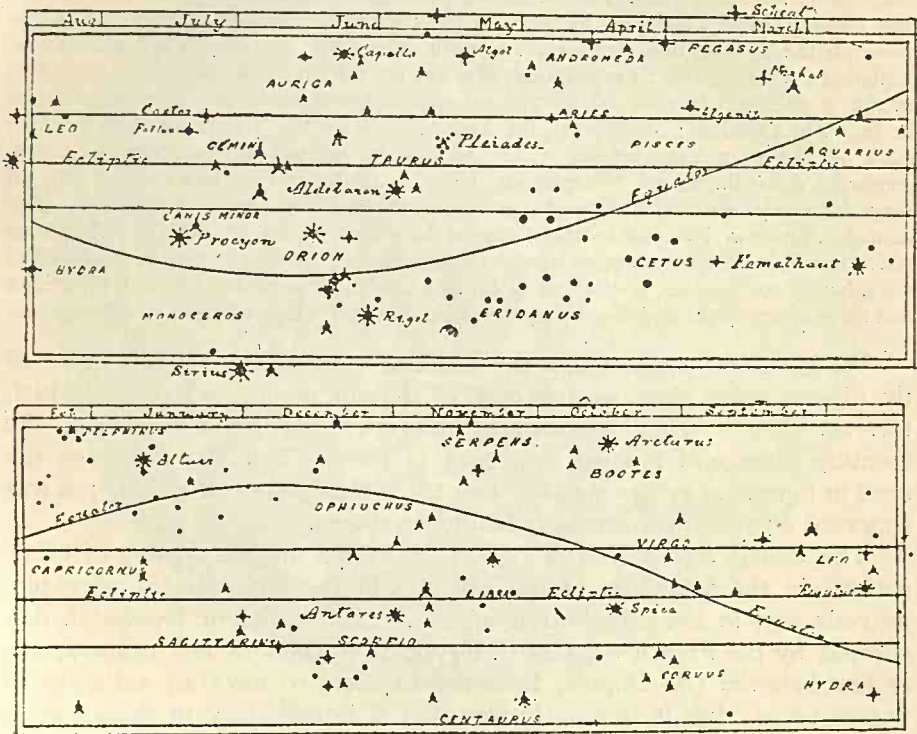 Scheat
Aug July June May April March
Capella Algol ANDROMEDA PEGASUS
AURIGA Markab
Castor ARIES Algenib
LEO Pollux
GEMINI Pleiades PISCES AQUARIUS
Ecliptic TAURUS Ecliptic
Aldebaran Equator
CANIS MINOR
Procyon
ORION CETUS Fomalhaut
HYDRA
MONOCEROS Rigel ERIDANUS
Sirius
Feb January December November October September
DELPHINUS SERPENS Arcturus
Altair BOOTES
Equator OPHIUCHUS
VIRGO
CAPRICORNUS LEO
Ecliptic LIBRA Ecliptic Regulus
Antares Spica Equator
SAGITTARIUS SCORPIO
CORVUS
HYDRA
CENTAURUS